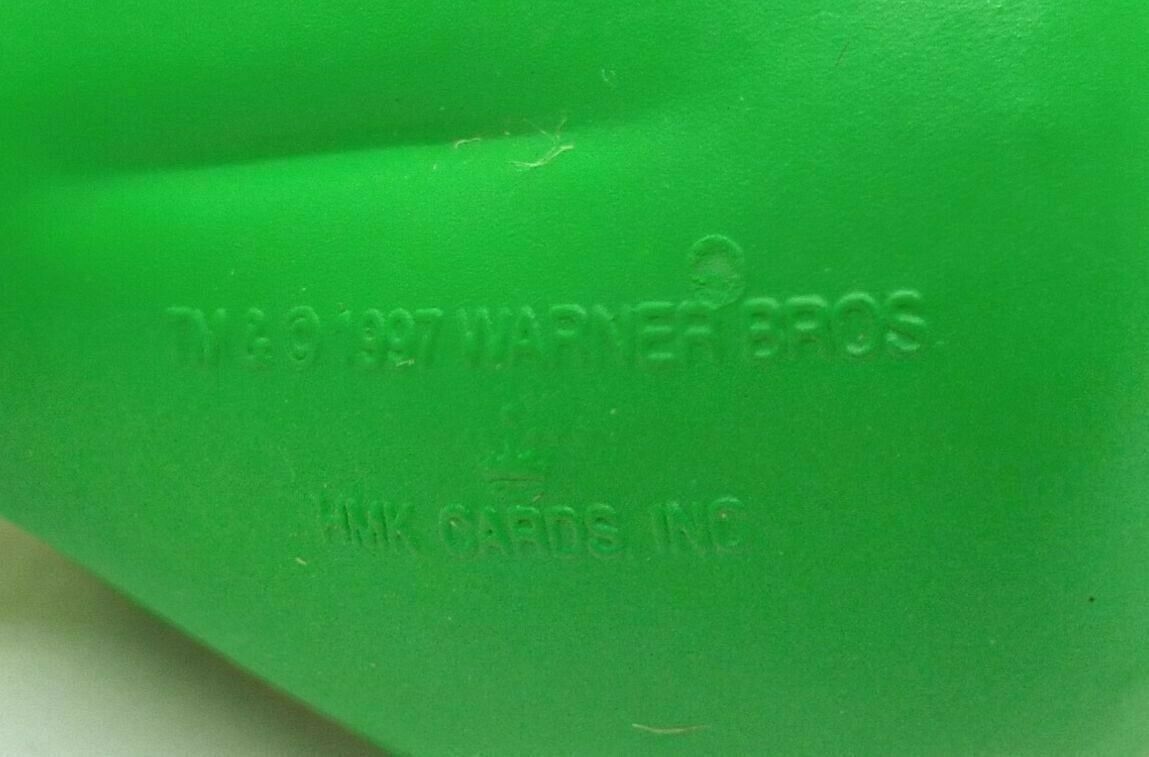 TM & © 1997 WARNER BROS
HMK CARDS, INC